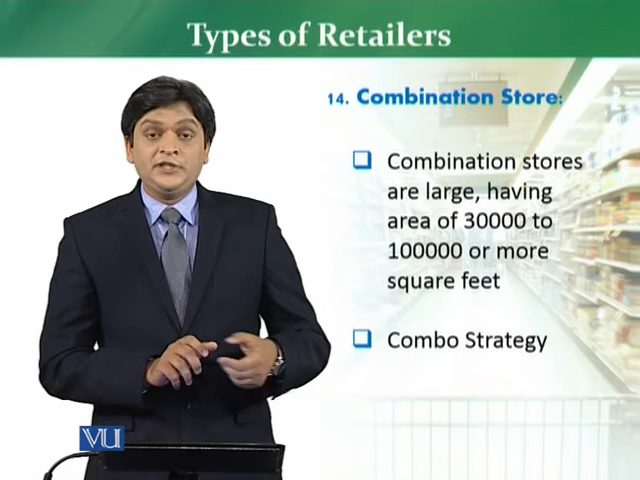 Types of Retailers
14. Combination Store:
Combination stores
are large, having
area of 30000 to
100000 or more
square feet
Combo Strategy
VU